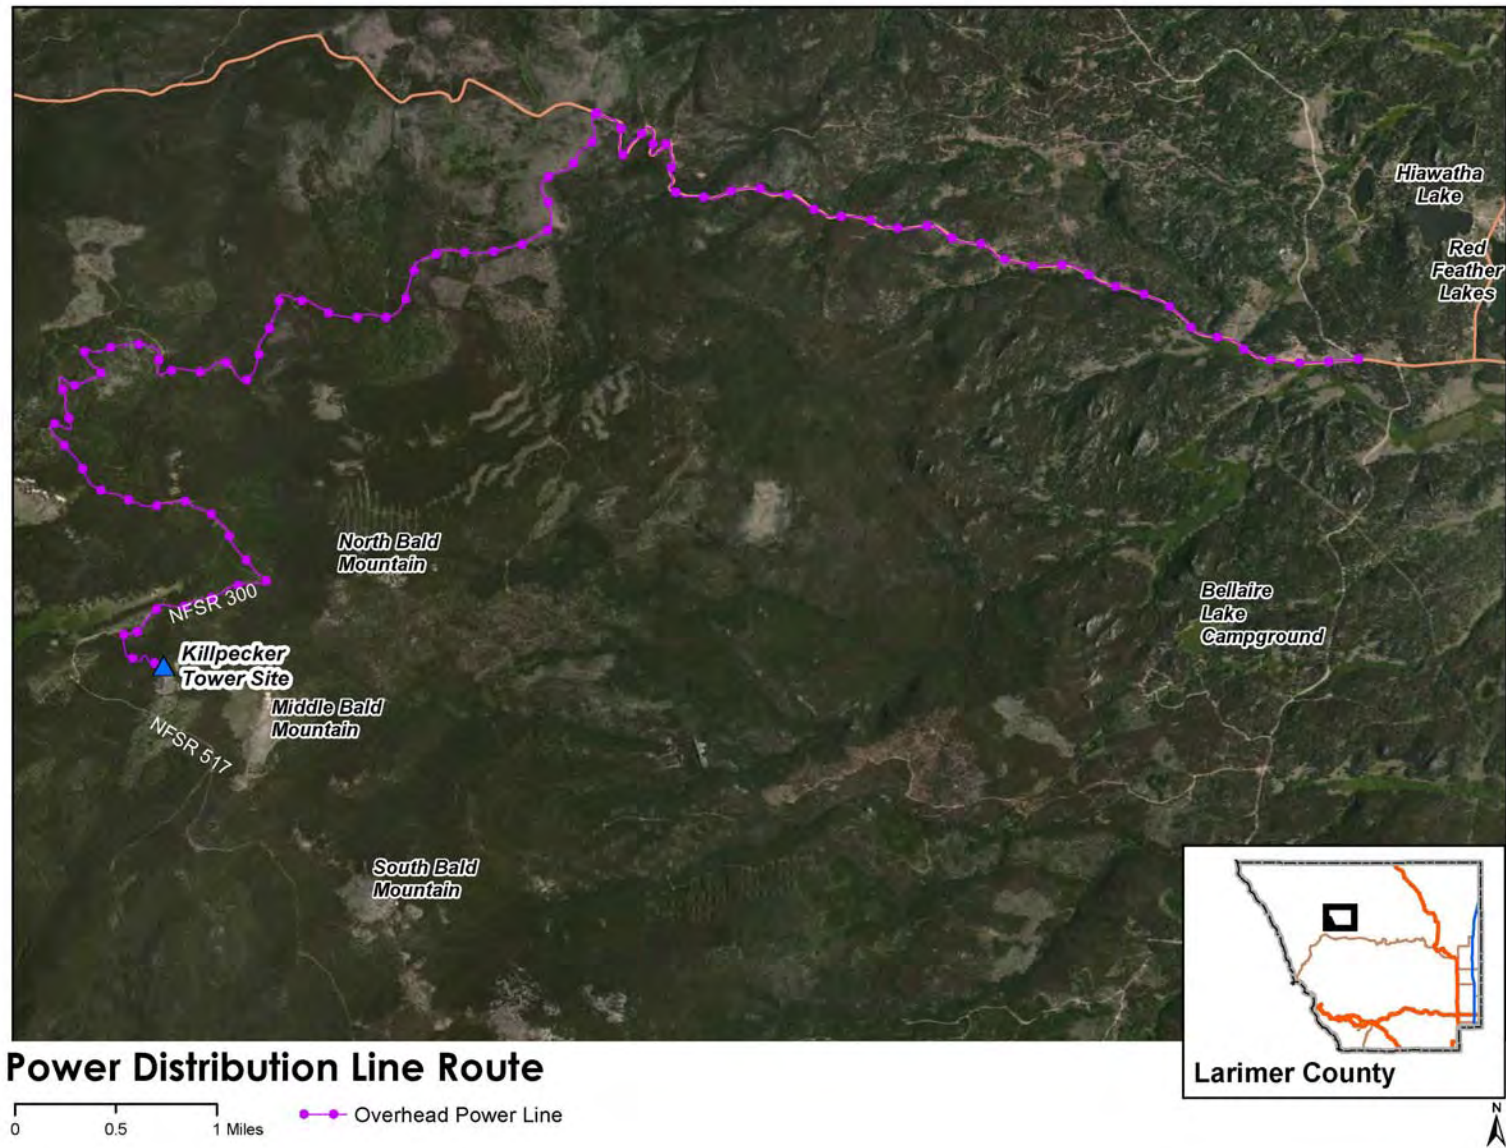 Hiawatha
Lake
Red
Feather
Lakes
North Bald
Mountain
NFSR 300
Bellaire
Lake
Campground
Killpecker
Tower Site
Middle Bald
Mountain
NFSR 517
South Bald
Mountain
Larimer County
Power Distribution Line Route
Overhead Power Line
0 0.5 1 Miles
N